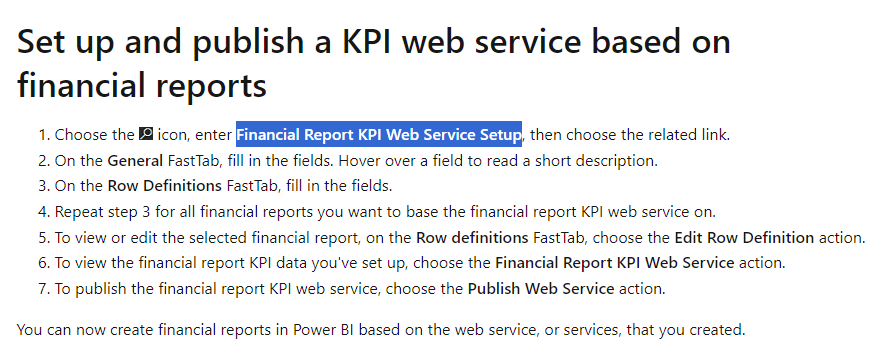 Set up and publish a KPI web service based on
financial reports
1. Choose the icon, enter Financial Report KPI Web Service Setup, then choose the related link.
2. On the General FastTab, fill in the fields. Hover over a field to read a short description.
3. On the Row Definitions FastTab, fill in the fields.
4. Repeat step 3 for all financial reports you want to base the financial report KPI web service on.
5. To view or edit the selected financial report, on the Row definitions FastTab, choose the Edit Row Definition action.
6. To view the financial report KPI data you've set up, choose the Financial Report KPI Web Service action.
7. To publish the financial report KPI web service, choose the Publish Web Service action.
You can now create financial reports in Power BI based on the web service, or services, that you created.